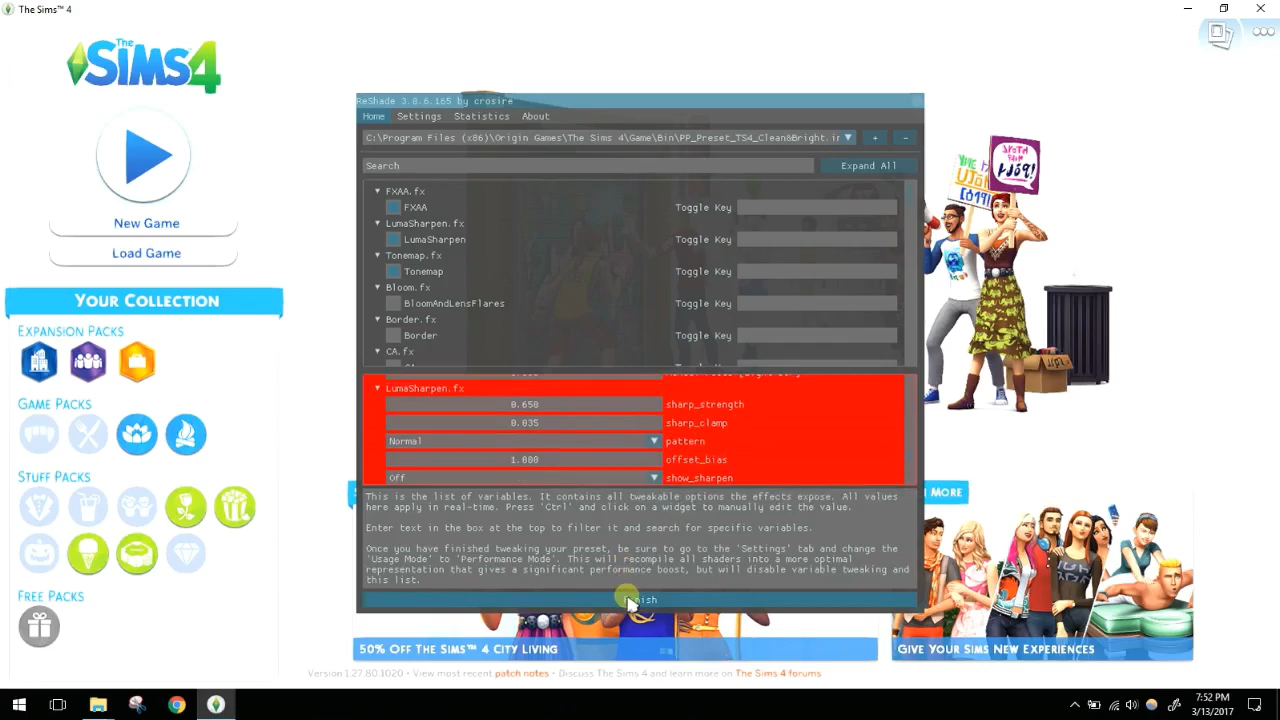 The Sims™ 4
The SIMS 4
New Game
Load Game
YOUR COLLECTION
EXPANSION PACKS
GAME PACKS
STUFF PACKS
FREE PACKS
ReShade 3.0.6.165 by crosire
Home Settings Statistics About
C:\Program Files (x86)\Origin Games\The Sims 4\Game\Bin\PP_Preset_TS4_Clean&Bright.in
+ -
Search
Expand All
FXAA.fx
FXAA Toggle Key
LumaSharpen.fx
LumaSharpen Toggle Key
Tonemap.fx
Tonemap Toggle Key
Bloom.fx
BloomAndLensFlares Toggle Key
Border.fx
Border Toggle Key
CA.fx
LumaSharpen.fx
0.650 sharp_strength
0.035 sharp_clamp
Normal pattern
1.000 offset_bias
Off show_sharpen
This is the list of variables. It contains all tweakable options the effects expose. All values
here apply in real-time. Press 'Ctrl' and click on a widget to manually edit the value.
Enter text in the box at the top to filter it and search for specific variables.
Once you have finished tweaking your preset, be sure to go to the 'Settings' tab and change the
'Usage Mode' to 'Performance Mode'. This will recompile all shaders into a more optimal
representation that gives a significant performance boost, but will disable variable tweaking and
this list.
Finish
MORE
50% OFF THE SIMS™ 4 CITY LIVING
GIVE YOUR SIMS NEW EXPERIENCES
Version 1.27.80.1020 - View most recent patch notes - Discuss The Sims 4 and learn more on The Sims 4 forums
7:52 PM
3/13/2017